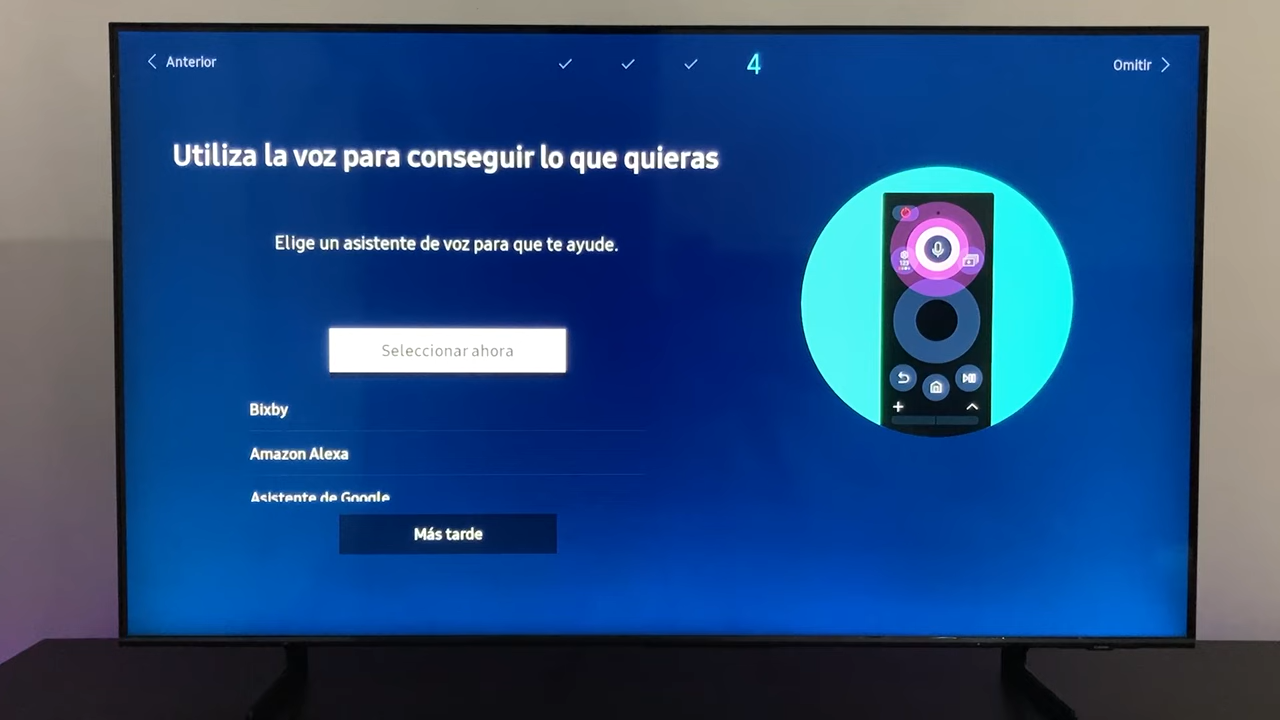 Anterior
4
Omitir
Utiliza la voz para conseguir lo que quieras
Elige un asistente de voz para que te ayude.
123
Seleccionar ahora
Bixby
Amazon Alexa
Asistente de Google
Más tarde